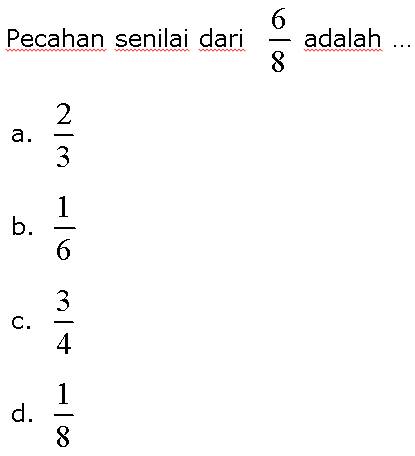 Pecahan senilai dari 6/8 adalah ...
a. 2/3
b. 1/6
c. 3/4
d. 1/8